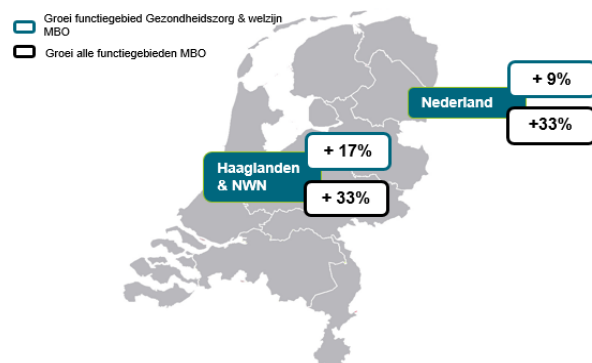 Groei functiegebied Gezondheidszorg & welzijn
MBO
Groei alle functiegebieden MBO
+ 9%
Nederland
+33%
+ 17%
Haaglanden
& NWN
+ 33%